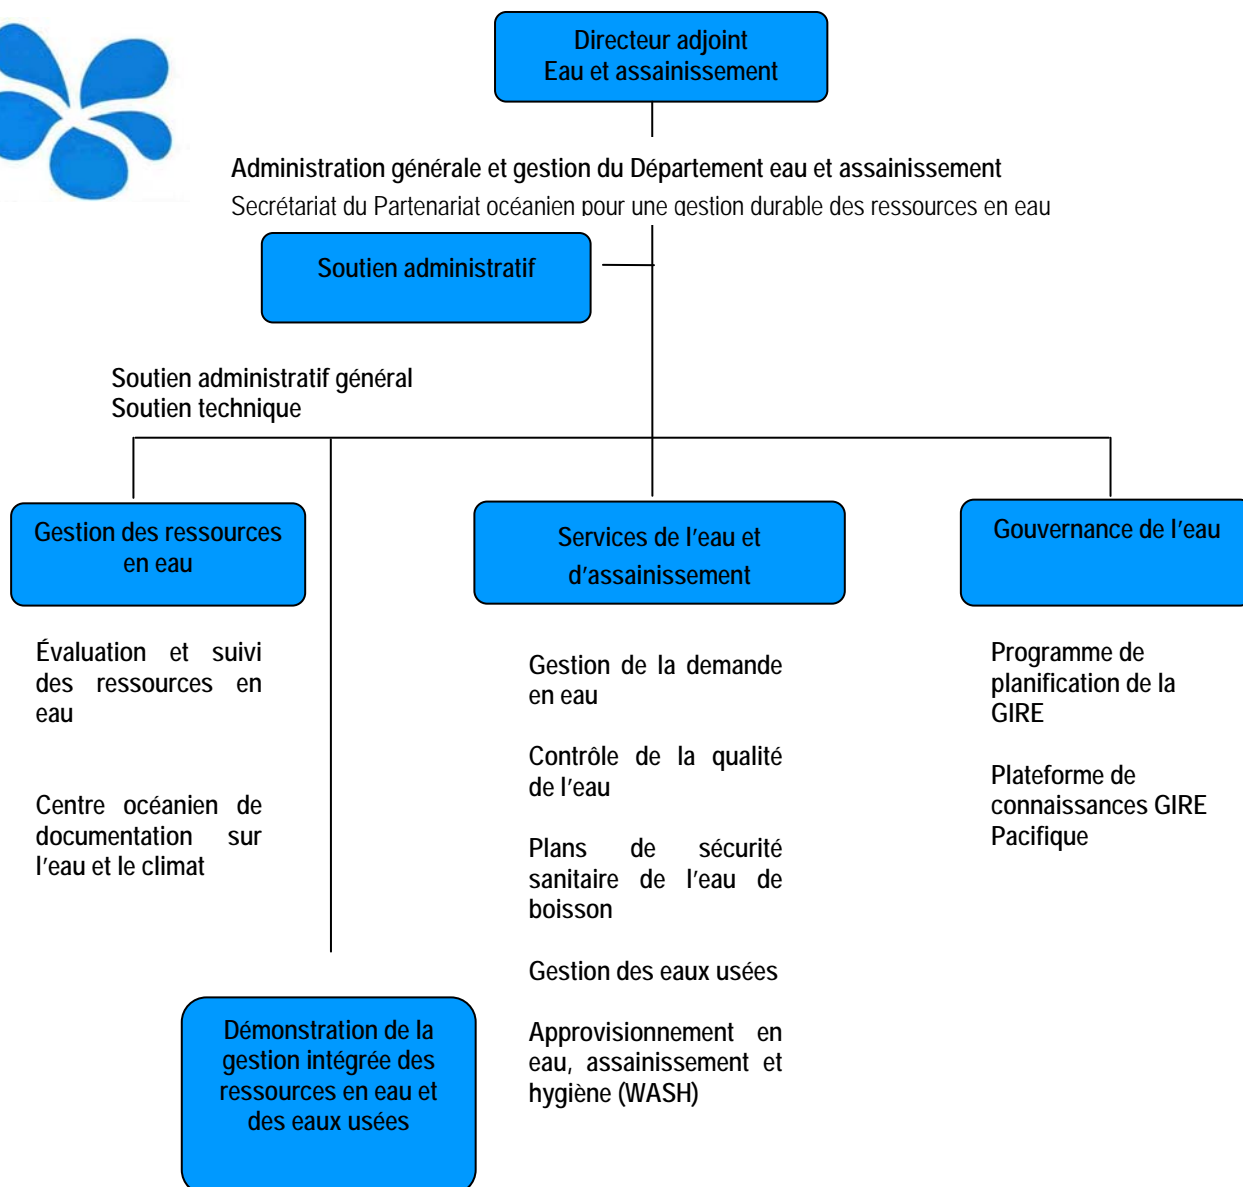 Directeur adjoint
Eau et assainissement
Administration générale et gestion du Département eau et assainissement
Secrétariat du Partenariat océanien pour une gestion durable des ressources en eau
Soutien administratif
Soutien administratif général
Soutien technique
Gestion des ressources
en eau
Évaluation et suivi
des ressources en
eau
Centre océanien de
documentation sur
l'eau et le climat
Démonstration de la
gestion intégrée des
ressources en eau et
des eaux usées
Services de l'eau et
d'assainissement
Gestion de la demande
en eau
Contrôle de la qualité
de l'eau
Plans de sécurité
sanitaire de l'eau de
boisson
Gestion des eaux usées
Approvisionnement en
eau, assainissement et
hygiène (WASH)
Gouvernance de l'eau
Programme de
planification de la
GIRE
Plateforme de
connaissances GIRE
Pacifique